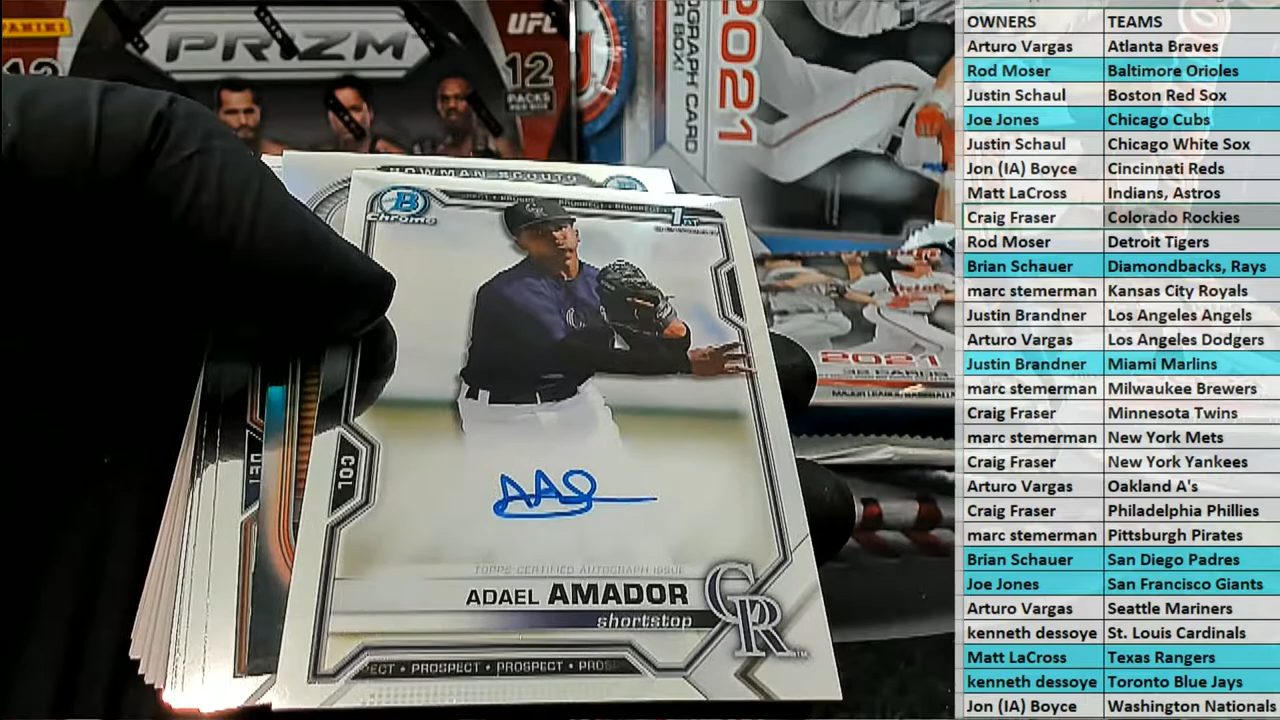 PANINI
PRIZM
UFC
12
12
PACKS
PER BOX
OGRAPH CARD
R BOX!
2021
BOWMAN SCOUTS
B
Chrome
PROSPECT
1ST
COL
DET
2021
MAJOR LEAGUE BASEBALL
TOPPS CERTIFIED AUTOGRAPH ISSUE
ADAEL AMADOR
shortstop
CR
ECT • PROSPECT • PROSPECT • PROS
OWNERS TEAMS
Arturo Vargas Atlanta Braves
Rod Moser Baltimore Orioles
Justin Schaul Boston Red Sox
Joe Jones Chicago Cubs
Justin Schaul Chicago White Sox
Jon (IA) Boyce Cincinnati Reds
Matt LaCross Indians, Astros
Craig Fraser Colorado Rockies
Rod Moser Detroit Tigers
Brian Schauer Diamondbacks, Rays
marc stemerman Kansas City Royals
Justin Brandner Los Angeles Angels
Arturo Vargas Los Angeles Dodgers
Justin Brandner Miami Marlins
marc stemerman Milwaukee Brewers
Craig Fraser Minnesota Twins
marc stemerman New York Mets
Craig Fraser New York Yankees
Arturo Vargas Oakland A's
Craig Fraser Philadelphia Phillies
marc stemerman Pittsburgh Pirates
Brian Schauer San Diego Padres
Joe Jones San Francisco Giants
Arturo Vargas Seattle Mariners
kenneth dessoye St. Louis Cardinals
Matt LaCross Texas Rangers
kenneth dessoye Toronto Blue Jays
Jon (IA) Boyce Washington Nationals